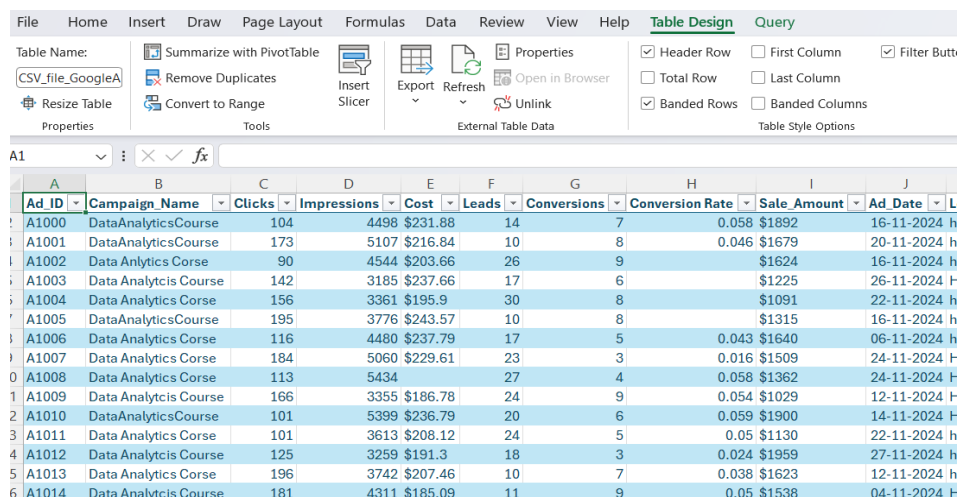 File Home Insert Draw Page Layout Formulas Data Review View Help Table Design Query
Table Name: Summarize with PivotTable Properties Header Row First Column Filter Butt
CSV_file_GoogleA Remove Duplicates Insert Slicer Export Refresh Open in Browser Total Row Last Column
Resize Table Convert to Range Unlink Banded Rows Banded Columns
Properties Tools External Table Data Table Style Options
A1 fx
A B C D E F G H I J
Ad_ID Campaign_Name Clicks Impressions Cost Leads Conversions Conversion Rate Sale_Amount Ad_Date L
2 A1000 DataAnalyticsCourse 104 4498 $231.88 14 7 0.058 $1892 16-11-2024 h
A1001 DataAnalyticsCourse 173 5107 $216.84 10 8 0.046 $1679 20-11-2024 h
A1002 Data Anlytics Corse 90 4544 $203.66 26 9 $1624 16-11-2024 h
A1003 Data Analytcis Course 142 3185 $237.66 17 6 $1225 26-11-2024 H
A1004 Data Analytics Corse 156 3361 $195.9 30 8 $1091 22-11-2024 h
A1005 DataAnalyticsCourse 195 3776 $243.57 10 8 $1315 16-11-2024 h
A1006 Data Analytics Corse 116 4480 $237.79 17 5 0.043 $1640 06-11-2024 h
A1007 Data Analytics Corse 184 5060 $229.61 23 3 0.016 $1509 24-11-2024 H
0 A1008 Data Analytics Corse 113 5434 27 4 0.058 $1362 24-11-2024 H
1 A1009 Data Analytcis Course 166 3355 $186.78 24 9 0.054 $1029 12-11-2024 H
2 A1010 DataAnalyticsCourse 101 5399 $236.79 20 6 0.059 $1900 14-11-2024 H
3 A1011 Data Analytics Corse 101 3613 $208.12 24 5 0.05 $1130 22-11-2024 h
4 A1012 Data Analytcis Course 125 3259 $191.3 18 3 0.024 $1959 27-11-2024 H
5 A1013 Data Analytics Corse 196 3742 $207.46 10 7 0.038 $1623 12-11-2024 h
6 A1014 Data Analytcis Course 181 4311 $185.09 11 9 0.05 $1538 04-11-2024 H